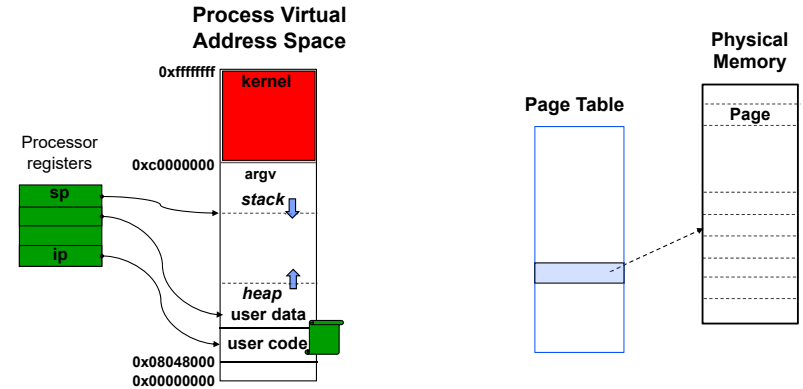 Process Virtual
Address Space
0xffffffff
kernel
Processor
registers
sp
ip
0xc0000000
argv
stack
heap
user data
user code
0x08048000
0x00000000
Page Table
Physical
Memory
Page